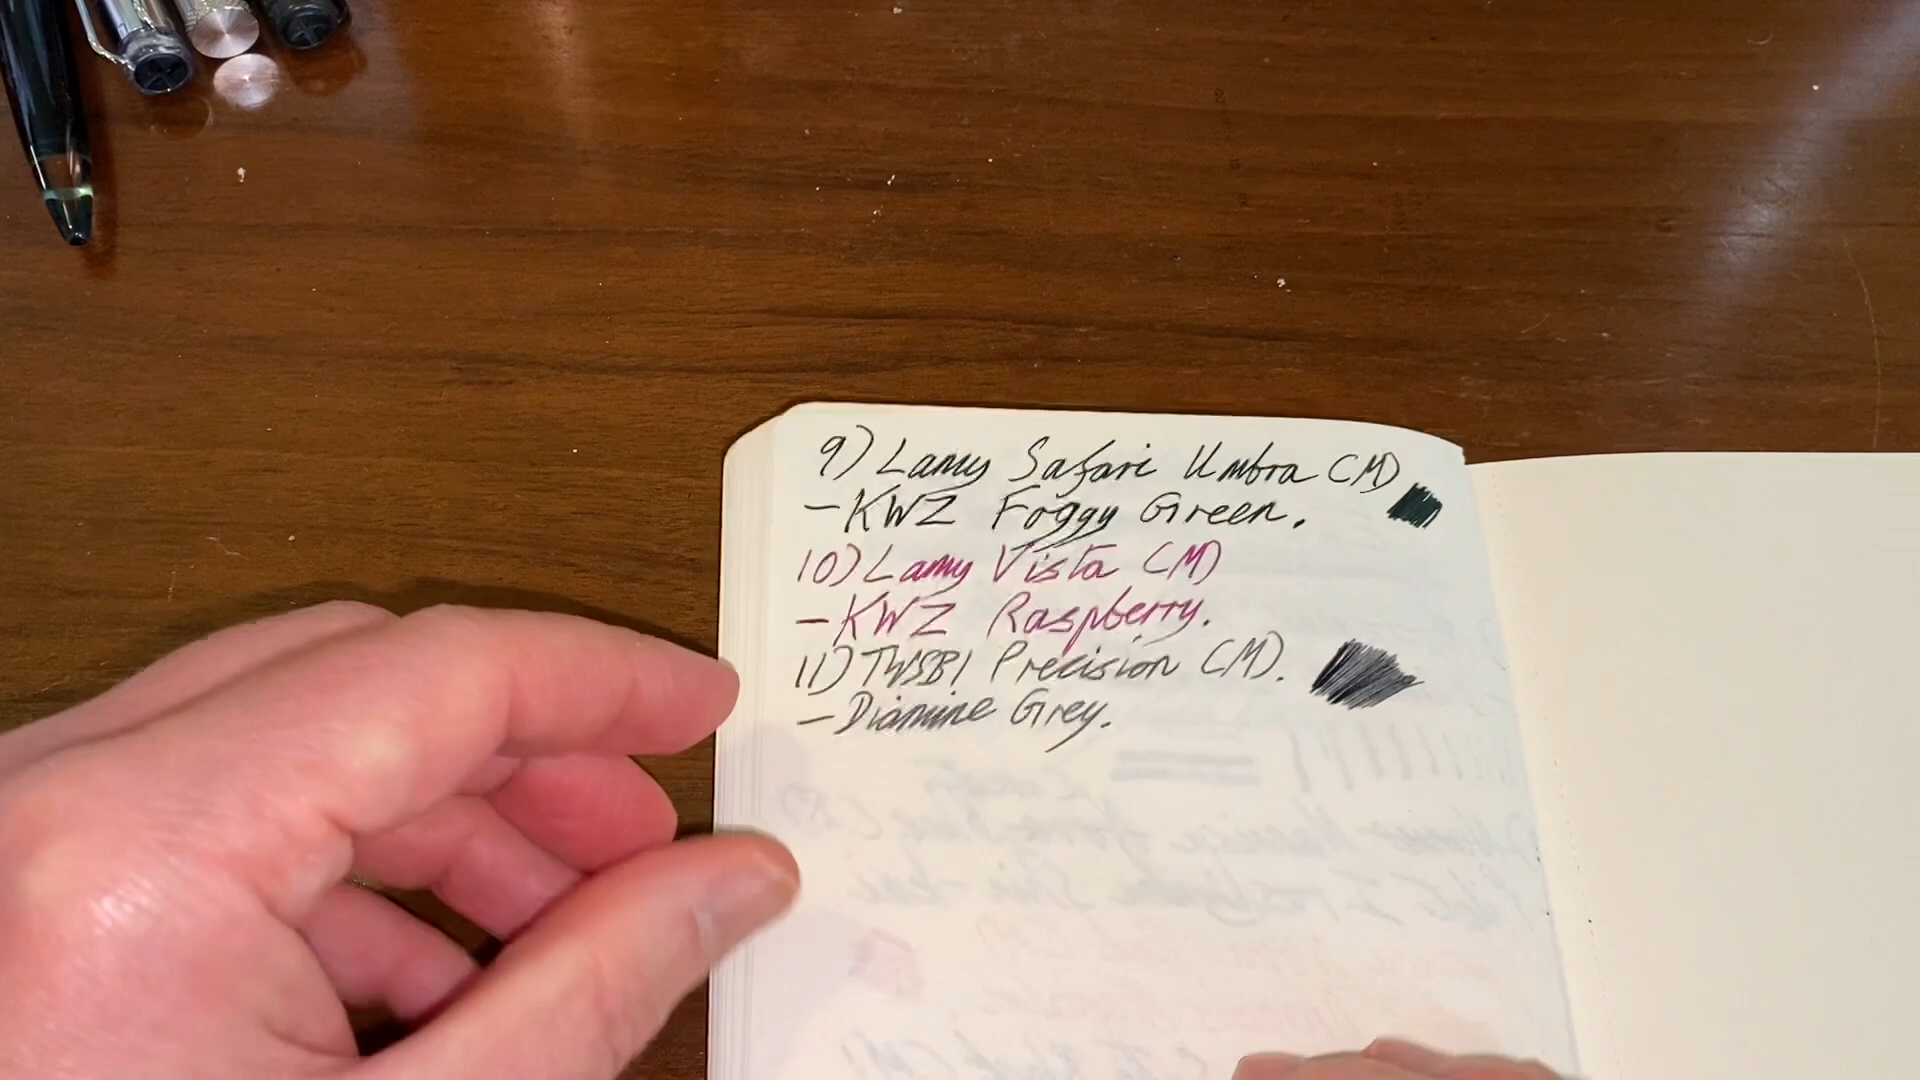 9) Lamy Safari Umbra (M)
- KWZ Foggy Green.
10) Lamy Vista (M)
- KWZ Raspberry.
11) TWSBI Precision (M).
- Diamine Grey.